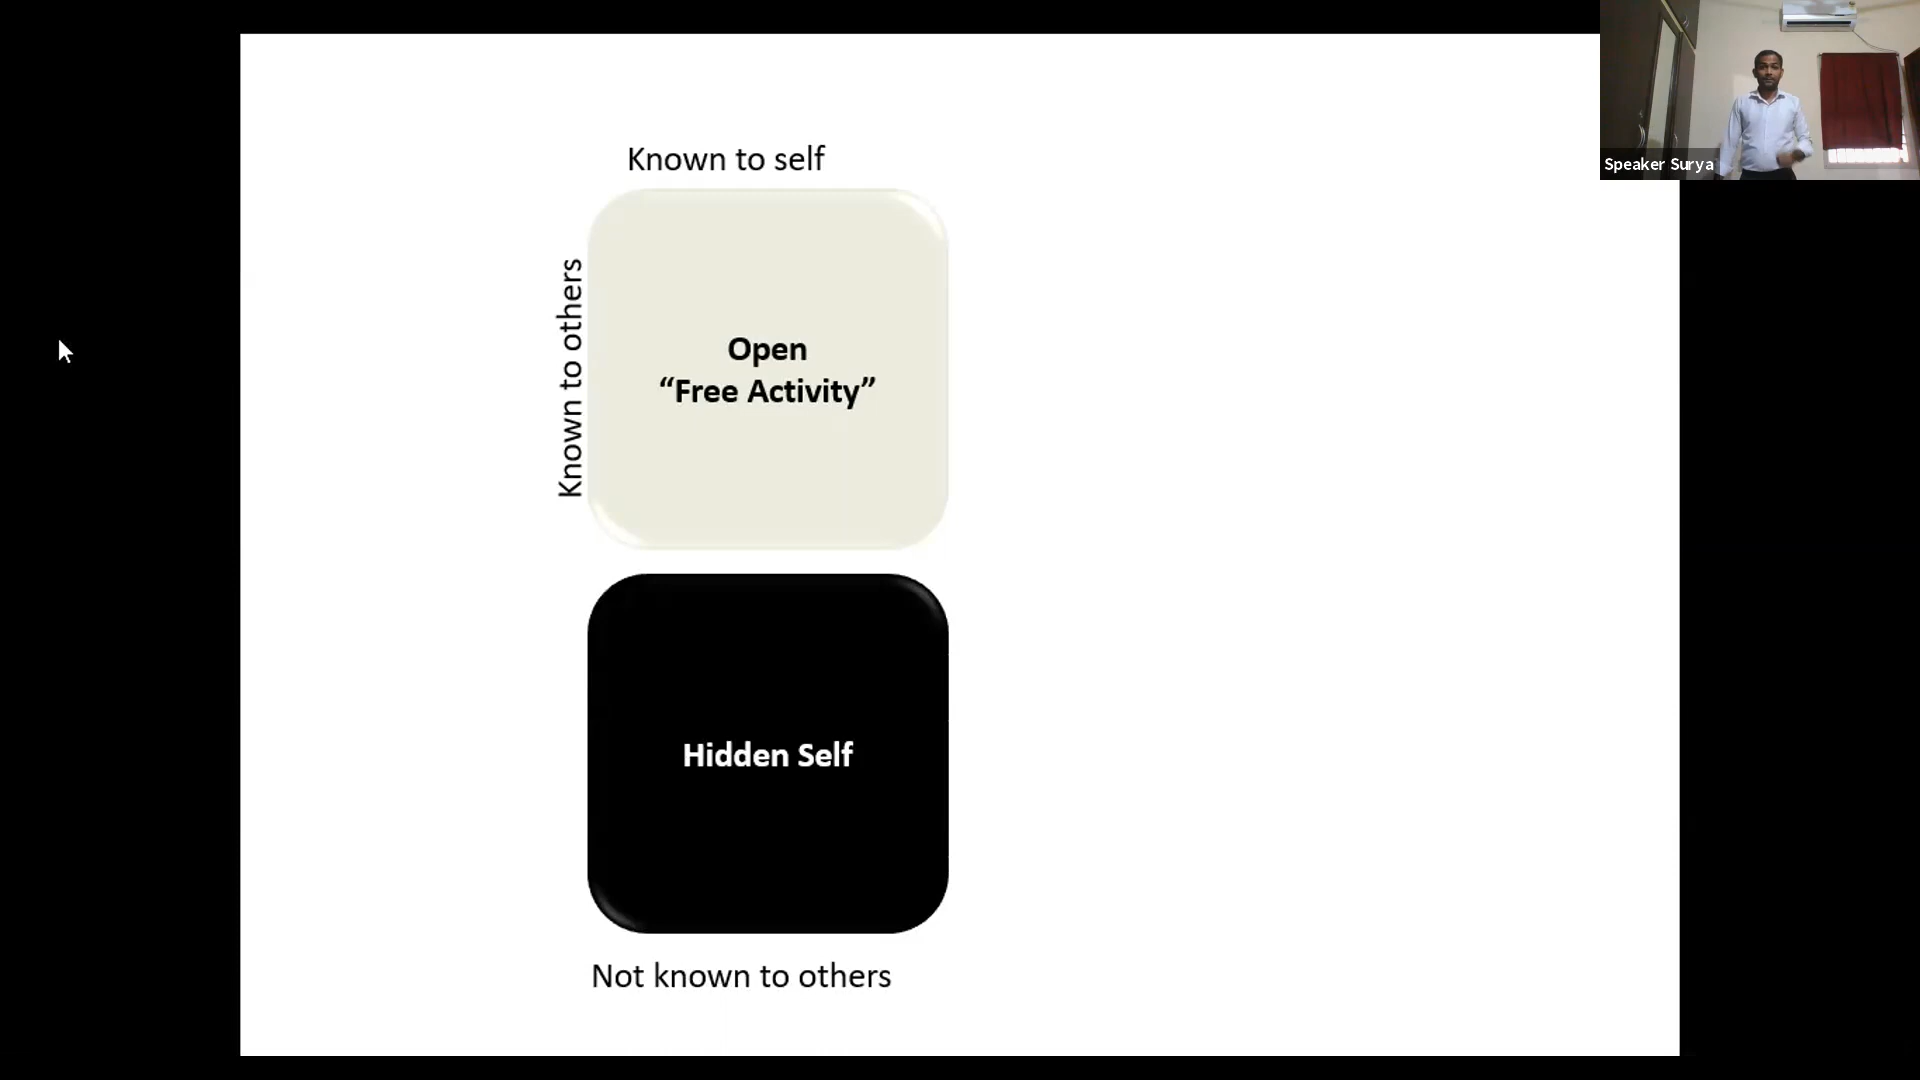 Speaker Surya
Known to self
Known to others
Open
“Free Activity”
Hidden Self
Not known to others